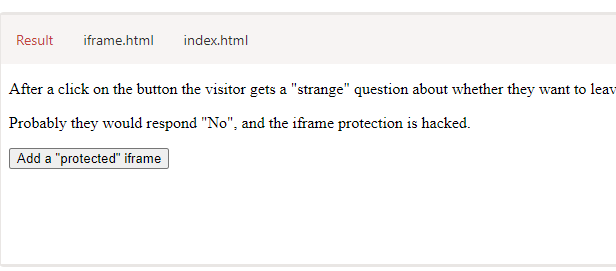 Result iframe.html index.html
After a click on the button the visitor gets a "strange" question about whether they want to
Probably they would respond "No", and the iframe protection is hacked.
Add a "protected" iframe